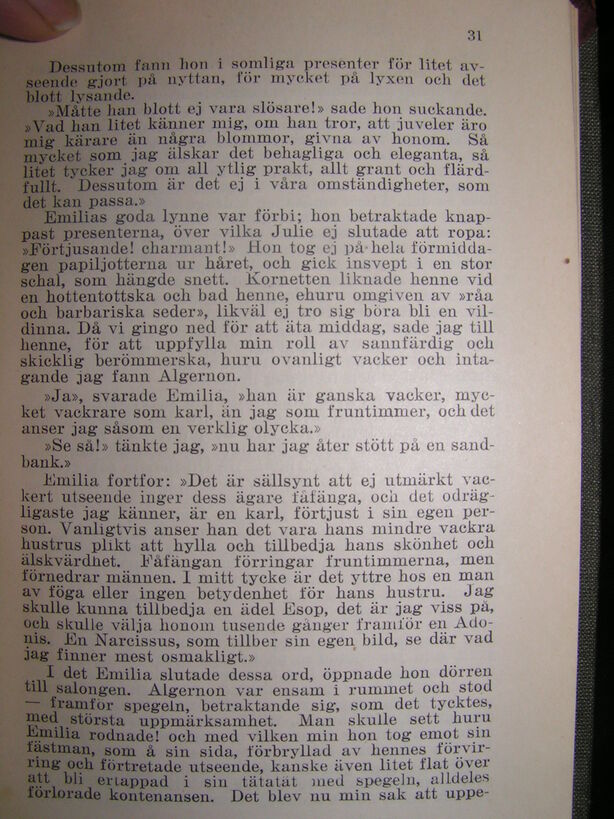 31
Dessutom fann hon i somliga presenter för litet av-
seende gjort på nyttan, för mycket på lyxen och det
blott lysande.
»Måtte han blott ej vara slösare!» sade hon suckande.
»Vad han litet känner mig, om han tror, att juveler äro
mig kärare än några blommor, givna av honom. Så
mycket som jag älskar det behagliga och eleganta, så
litet tycker jag om all ytlig prakt, allt grant och flärd-
fullt. Dessutom är det ej i våra omständigheter, som
det kan passa.»
Emilias goda lynne var förbi; hon betraktade knap-
past presenterna, över vilka Julie ej slutade att ropa:
»Förtjusande! charmant!» Hon tog ej på hela förmidda-
gen papiljotterna ur håret, och gick insvept i en stor
schal, som hängde snett. Kornetten liknade henne vid
en hottentottska och bad henne, ehuru omgiven av »råa
och barbariska seder», likväl ej tro sig böra bli en vil-
dinna. Då vi gingo ned för att äta middag, sade jag till
henne, för att uppfylla min roll av sannfärdig och
skicklig berömmerska, huru ovanligt vacker och inta-
gande jag fann Algernon.
»Ja», svarade Emilia, »han är ganska vacker, myc-
ket vackrare som karl, än jag som fruntimmer, och det
anser jag såsom en verklig olycka.»
»Se så!» tänkte jag, »nu har jag åter stött på en sand-
bank.»
Emilia fortfor: »Det är sällsynt att ej utmärkt vac-
kert utseende inger dess ägare fåfänga, och det odräg-
ligaste jag känner, är en karl, förtjust i sin egen per-
son. Vanligtvis anser han det vara hans mindre vackra
hustrus plikt att hylla och tillbedja hans skönhet och
älskvärdhet. Fåfängan förringar fruntimmerna, men
förnedrar männen. I mitt tycke är det yttre hos en man
av föga eller ingen betydenhet för hans hustru. Jag
skulle kunna tillbedja en ädel Esop, det är jag viss på,
och skulle välja honom tusende gånger framför en Ado-
nis. En Narcissus, som tillber sin egen bild, se där vad
jag finner mest osmakligt.»
I det Emilia slutade dessa ord, öppnade hon dörren
till salongen. Algernon var ensam i rummet och stod
— framför spegeln, betraktande sig, som det tycktes,
med största uppmärksamhet. Man skulle sett huru
Emilia rodnade! och med vilken min hon tog emot sin
fästman, som å sin sida, förbryllad av hennes förvir-
ring och förtretade utseende, kanske även litet flat över
att bli ertappad i sin tätatät med spegeln, alldeles
förlorade kontenansen. Det blev nu min sak att uppe-